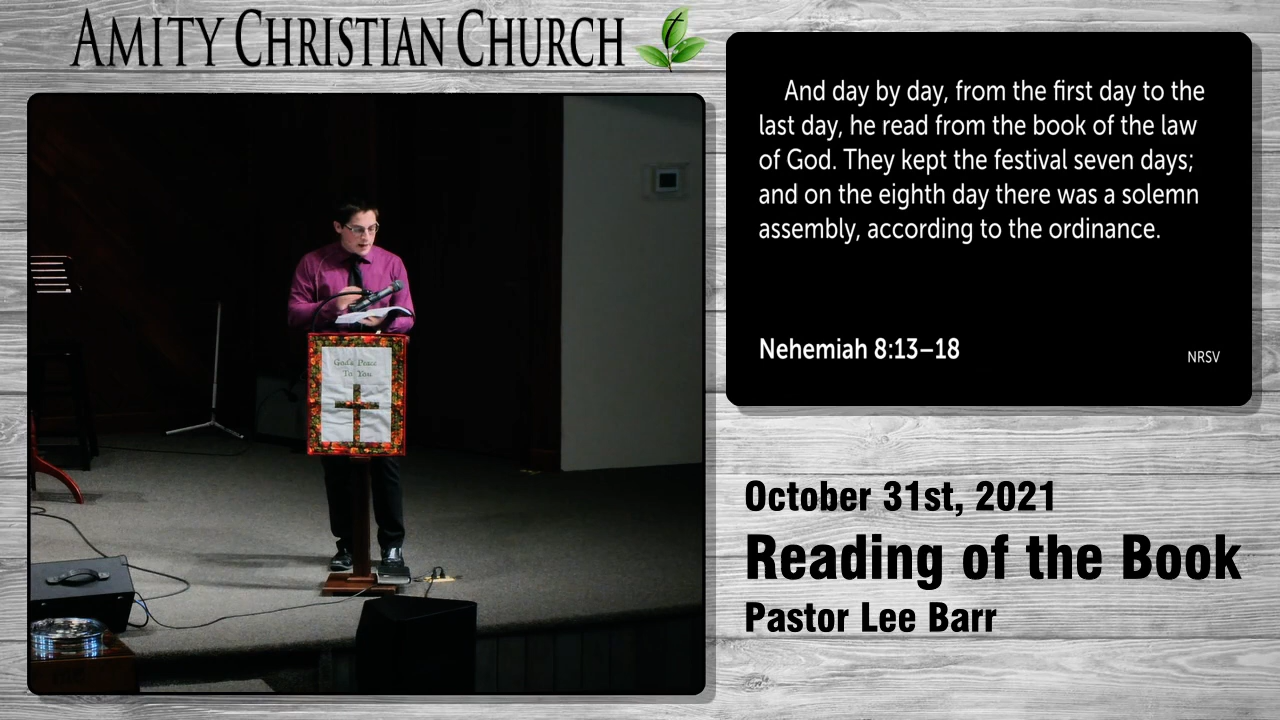 AMITY CHRISTIAN CHURCH
And day by day, from the first day to the
last day, he read from the book of the law
of God. They kept the festival seven days;
and on the eighth day there was a solemn
assembly, according to the ordinance.
Nehemiah 8:13–18
NRSV
God's Peace
To You
October 31st, 2021
Reading of the Book
Pastor Lee Barr